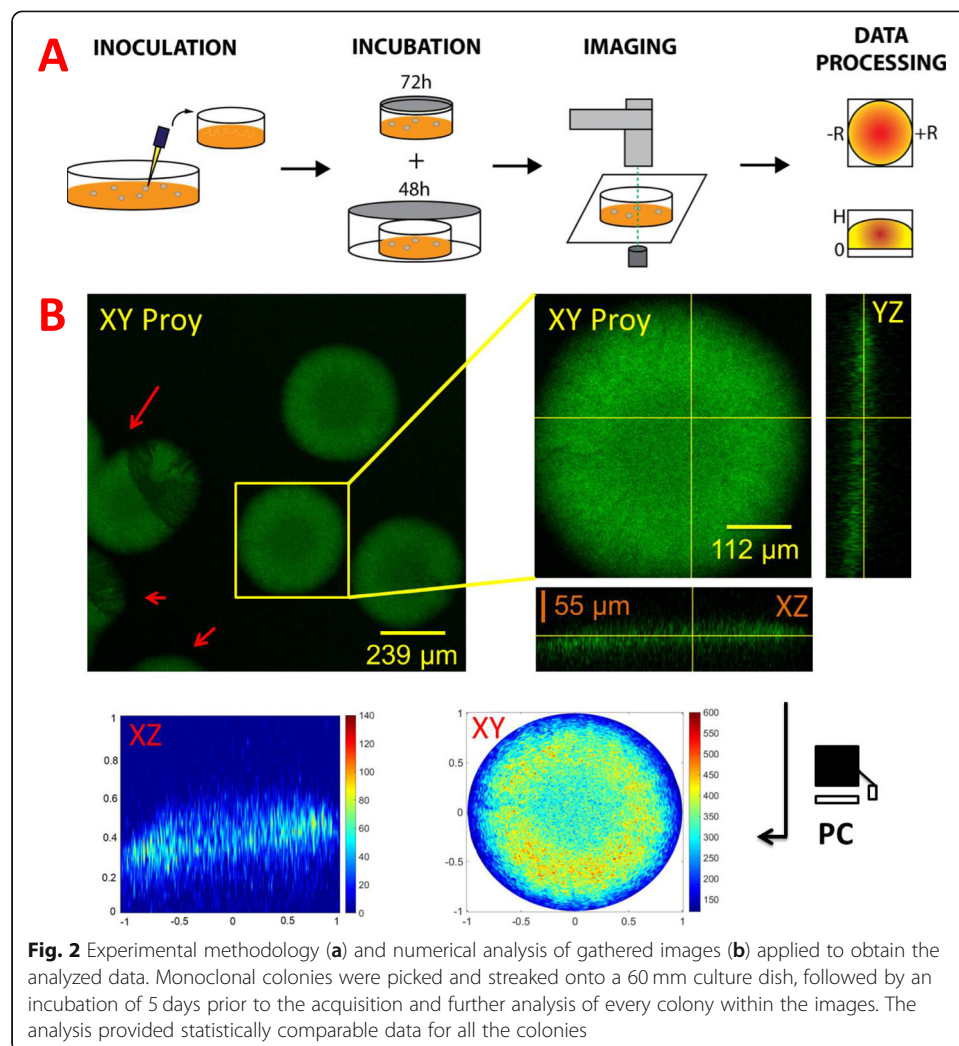 A
INOCULATION
INCUBATION
IMAGING
DATA
PROCESSING
72h
+
48h
-R
+R
H
0
B
XY Proy
XY Proy
YZ
239 µm
112 µm
55 µm
XZ
XZ
1
0.8
0.6
0.4
0.2
0
-1
-0.5
0
0.5
1
140
120
100
80
60
40
20
0
XY
1
0.5
0
-0.5
-1
-1
-0.5
0
0.5
1
600
550
500
450
400
350
300
250
200
150
PC
Fig. 2 Experimental methodology (a) and numerical analysis of gathered images (b) applied to obtain the
analyzed data. Monoclonal colonies were picked and streaked onto a 60 mm culture dish, followed by an
incubation of 5 days prior to the acquisition and further analysis of every colony within the images. The
analysis provided statistically comparable data for all the colonies